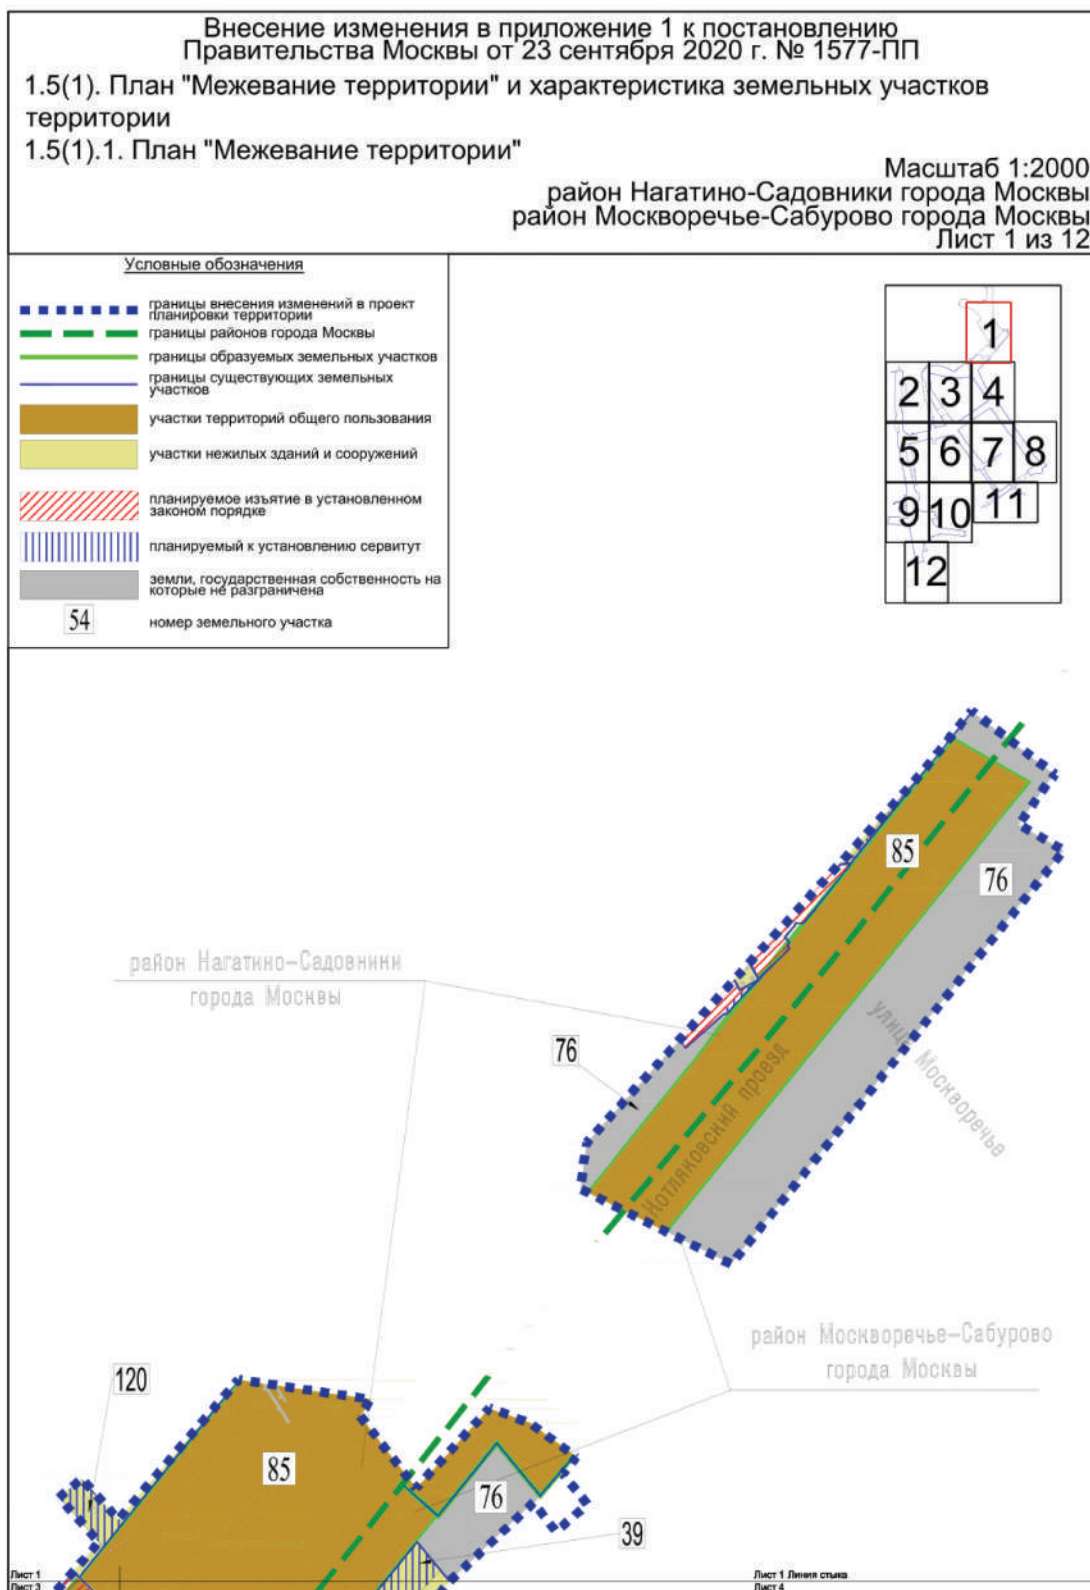 Внесение изменения в приложение 1 к постановлению
Правительства Москвы от 23 сентября 2020 г. № 1577-ПП
1.5(1). План "Межевание территории" и характеристика земельных участков
территории
1.5(1).1. План "Межевание территории"
Масштаб 1:2000
район Нагатино-Садовники города Москвы
район Москворечье-Сабурово города Москвы
Лист 1 из 12
Условные обозначения
границы внесения изменений в проект
планировки территории
границы районов города Москвы
границы образуемых земельных участков
границы существующих земельных
участков
участки территорий общего пользования
участки нежилых зданий и сооружений
планируемое изъятие в установленном
законом порядке
планируемый к установлению сервитут
земли, государственная собственность на
которые не разграничена
54
номер земельного участка
1
2 3 4
5 6 7 8
9 10 11
12
85
76
район Нагатино-Садовники
города Москвы
76
улица Москворечье
Котляковский проезд
район Москворечье-Сабурово
города Москвы
120
85
76
39
Лист 1
Лист 3
Лист 1 Линия стыка
Лист 4